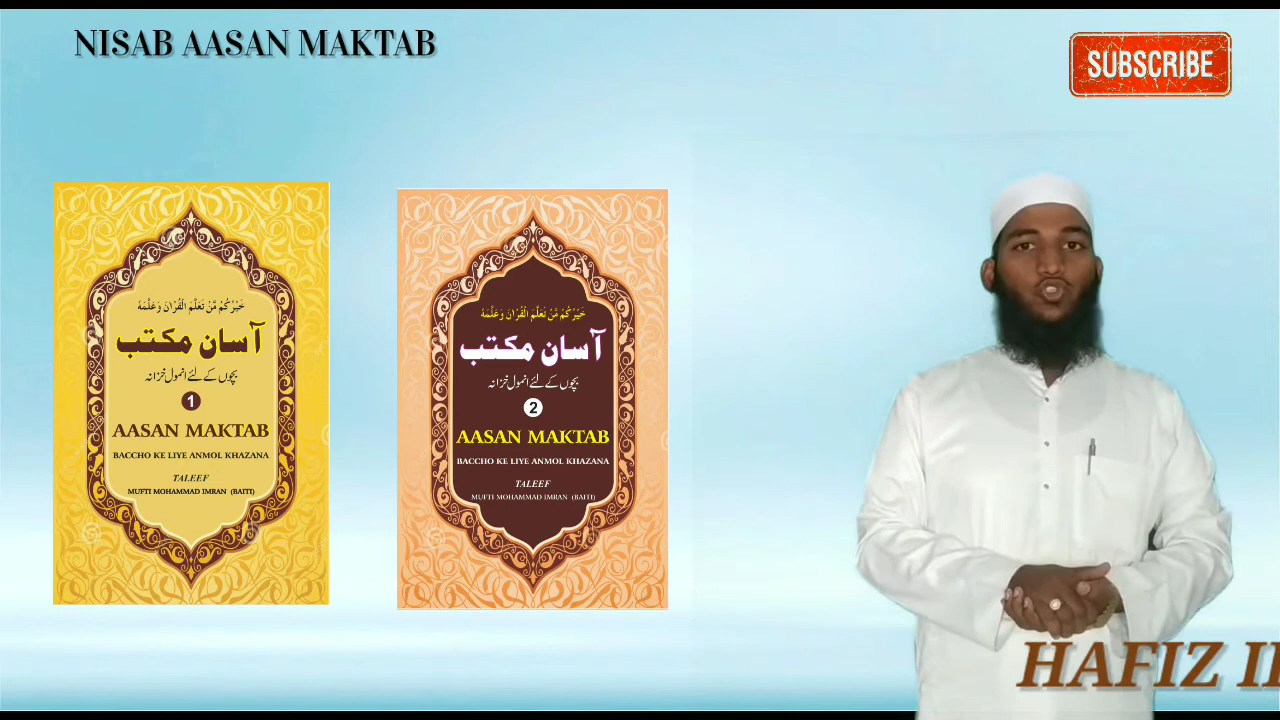 NISAB AASAN MAKTAB
SUBSCRIBE
خَيْرُكُمْ مَّنْ تَعَلَّمَ الْقُرْاٰنَ وَعَلَّمَهٗ
آسان مکتب
بچوں کے لئے انمول خزانہ
1
AASAN MAKTAB
BACCHO KE LIYE ANMOL KHAZANA
TALEEF
MUFTI MOHAMMAD IMRAN (BAITI)
خَيْرُكُمْ مَّنْ تَعَلَّمَ الْقُرْاٰنَ وَعَلَّمَهٗ
آسان مکتب
بچوں کے لئے انمول خزانہ
2
AASAN MAKTAB
BACCHO KE LIYE ANMOL KHAZANA
TALEEF
MUFTI MOHAMMAD IMRAN (BAITI)
HAFIZ